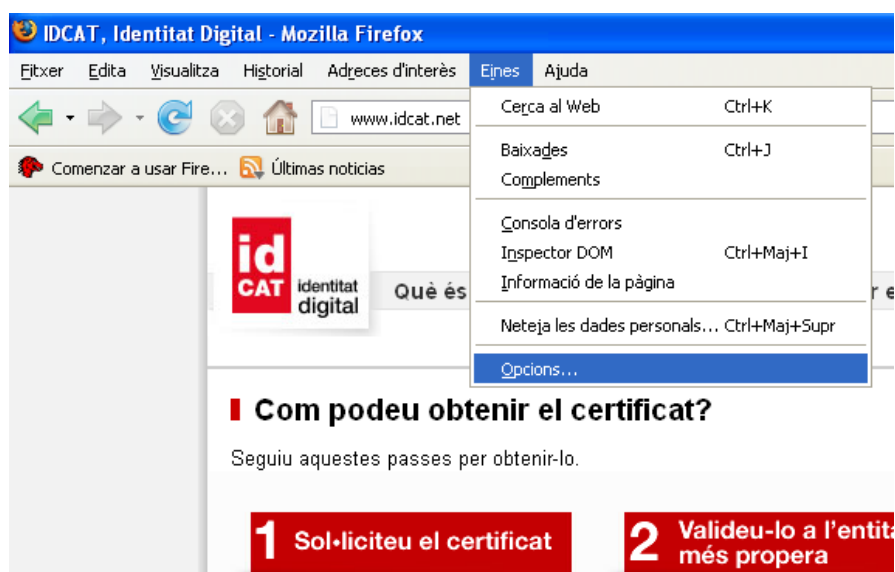 IDCAT, Identitat Digital - Mozilla Firefox
Fitxer Edita Visualitza Historial Adreces d'interès Eines Ajuda
www.idcat.net
Cerca al Web Ctrl+K
Baixades Ctrl+J
Complements
Consola d'errors
Inspector DOM Ctrl+Maj+I
Informació de la pàgina
Neteja les dades personals... Ctrl+Maj+Supr
Opcions...
Comenzar a usar Fire... Últimas noticias
id
CAT identitat
digital
Què és
Com podeu obtenir el certificat?
Seguiu aquestes passes per obtenir-lo.
1 Sol·liciteu el certificat
2 Valideu-lo a l'entita
més propera